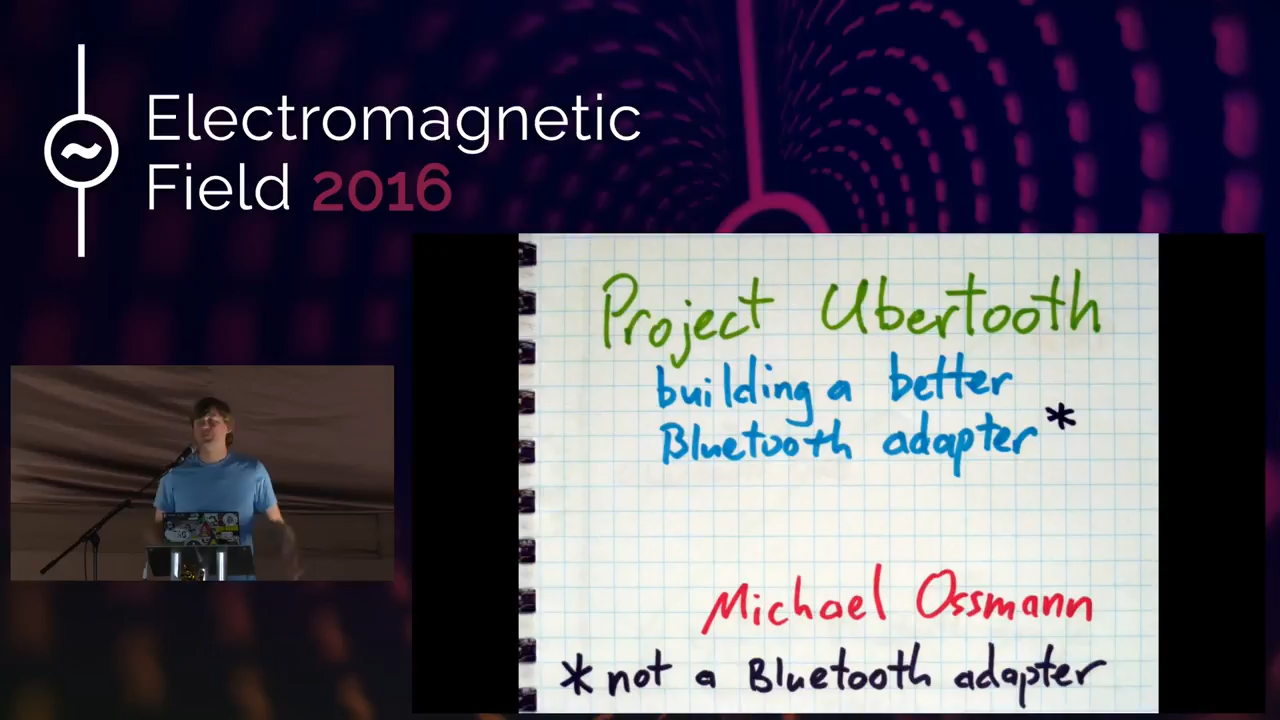 Electromagnetic
Field 2016
Project Ubertooth
building a better
Bluetooth adapter*
Michael Ossmann
*not a Bluetooth adapter